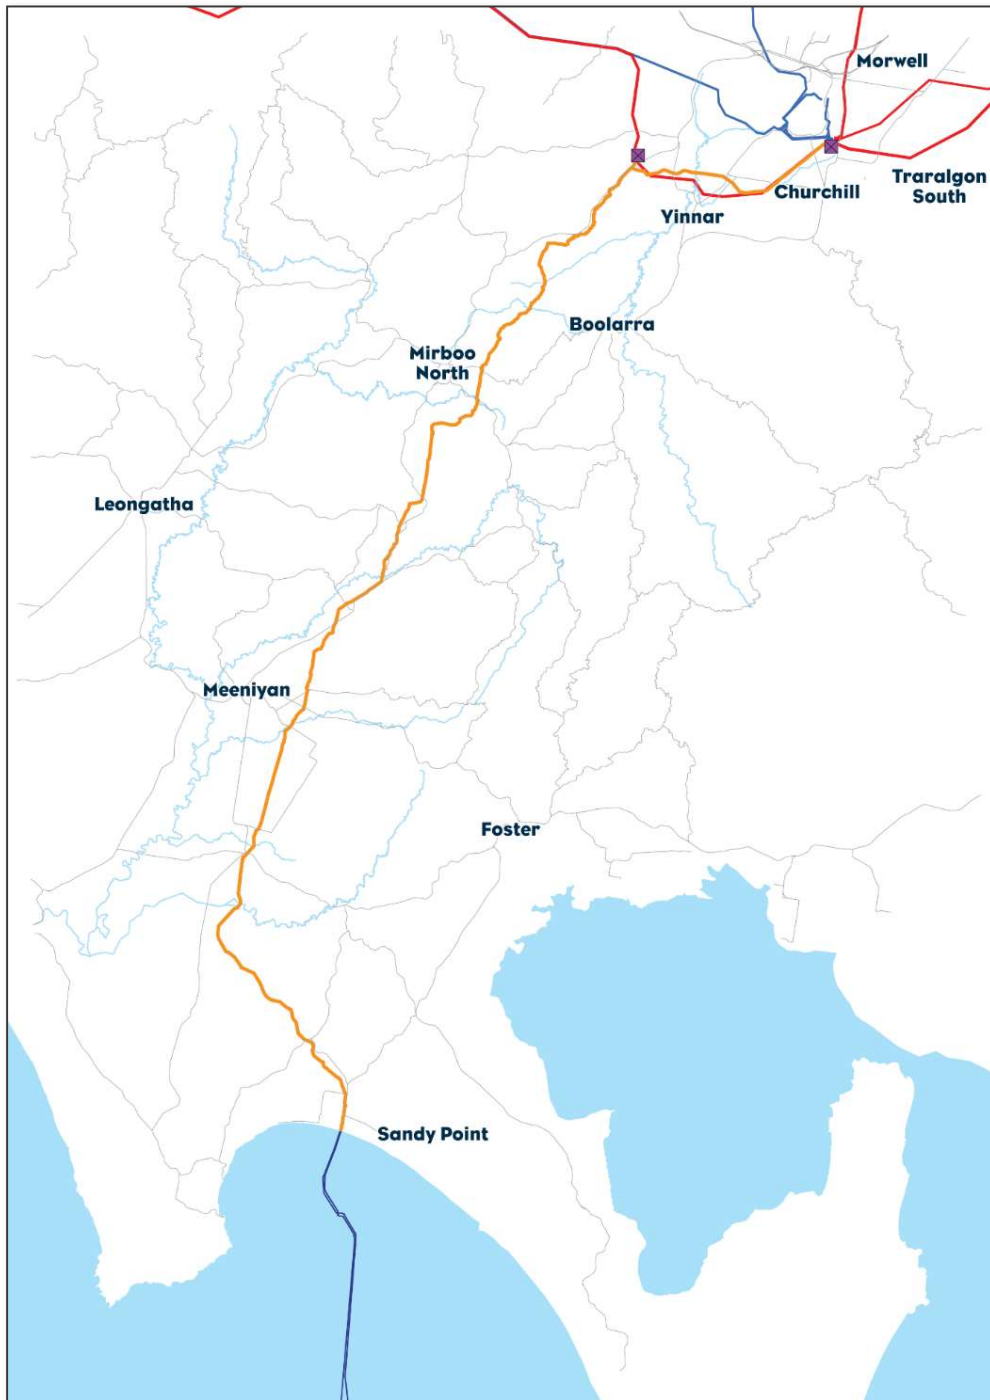 Morwell
Traralgon
South
Churchill
Yinnar
Boolarra
Mirboo
North
Leongatha
Meeniyan
Foster
Sandy Point